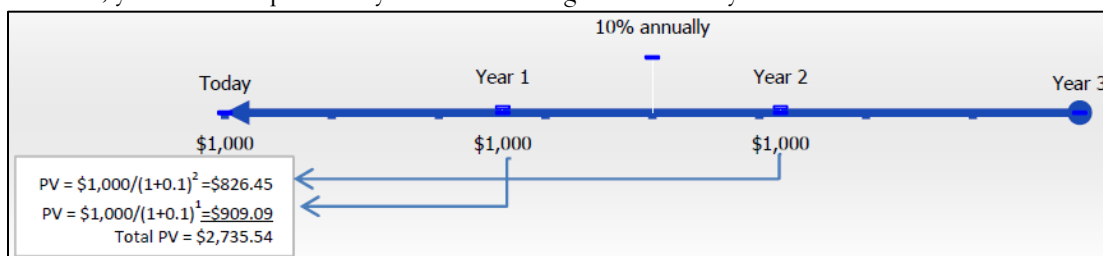 10% annually
Today Year 1 Year 2 Year 3
$1,000 $1,000 $1,000
PV = $1,000/(1+0.1)² =$826.45
PV = $1,000/(1+0.1)¹=$909.09
Total PV = $2,735.54